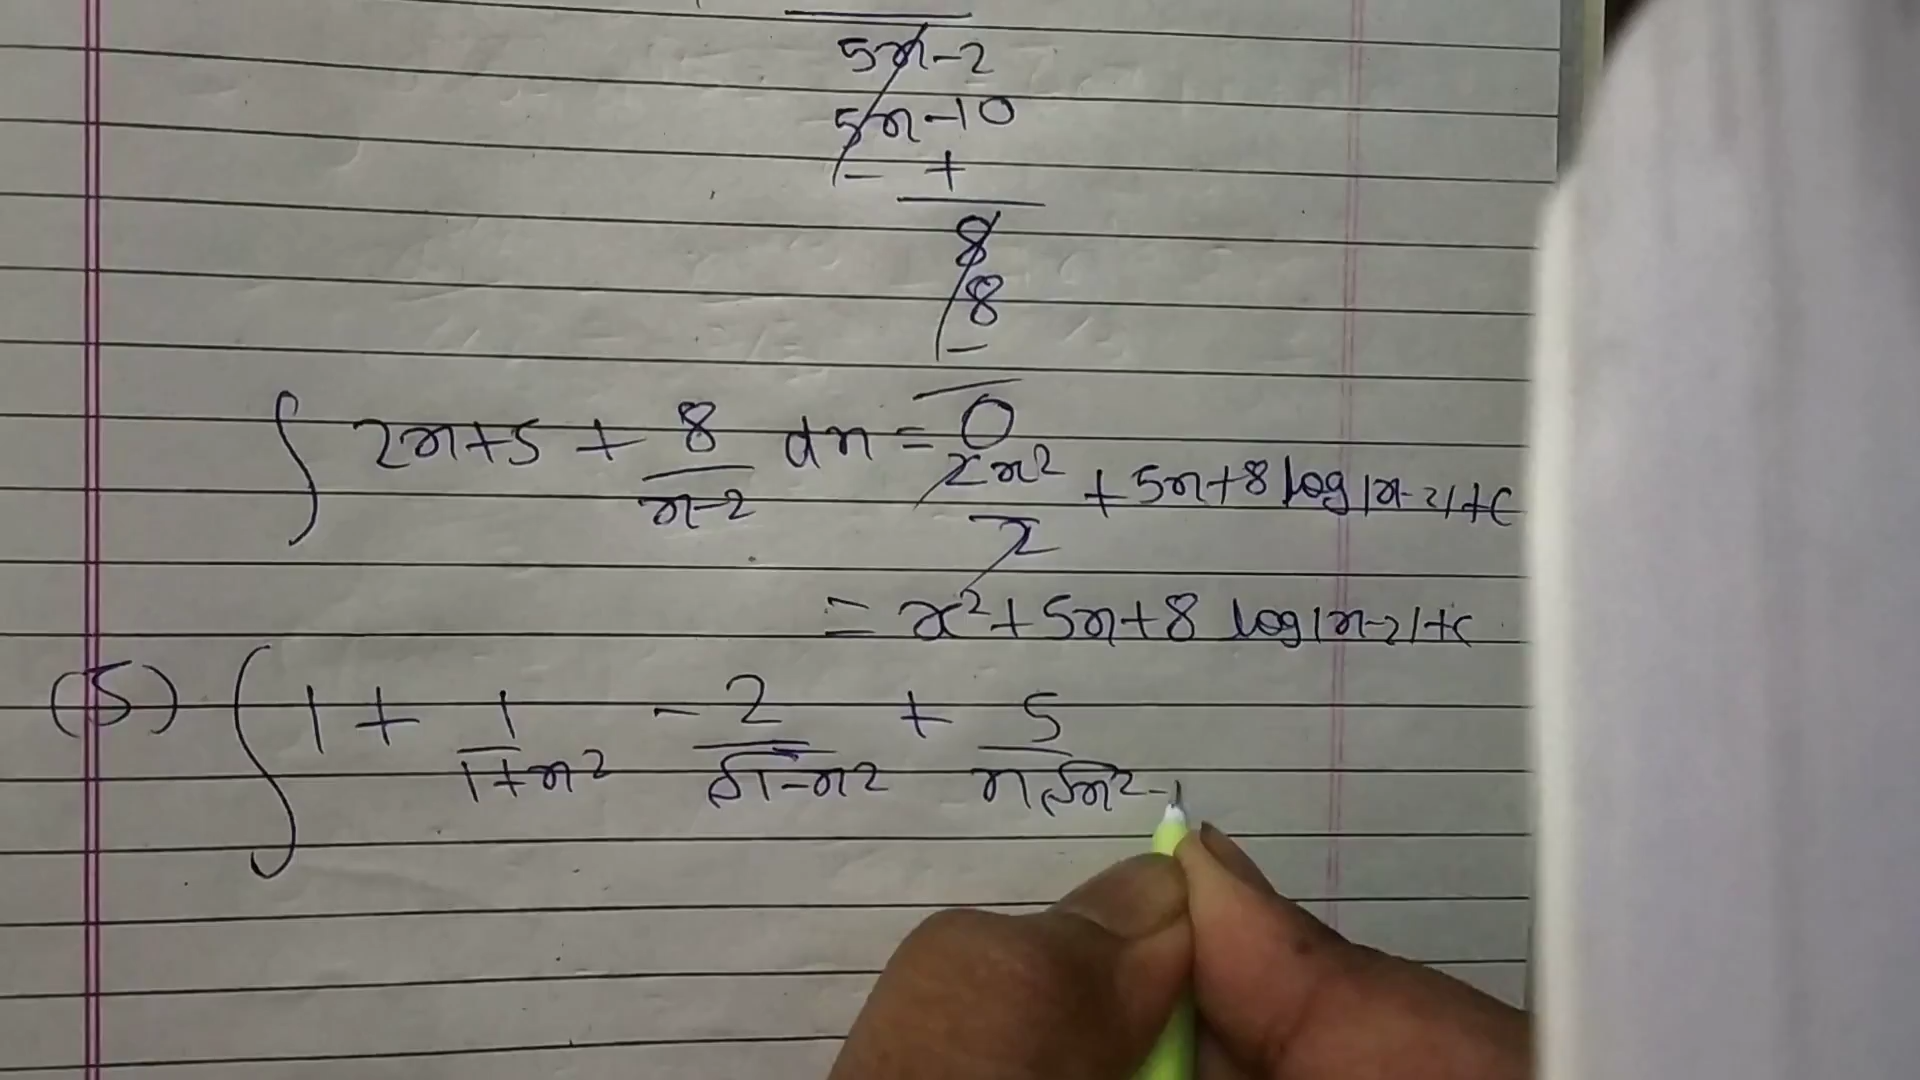 5x-2
5x-10
- +
8
8
-
0
∫ 2x+5 + 8/(x-2) dx = 2x²/2 + 5x+8 log|x-2|+c
= x²+5x+8 log|x-2|+c
(5) ∫ 1 + 1/(1+x²) - 2/√(1-x²) + 5/(x√(x²-